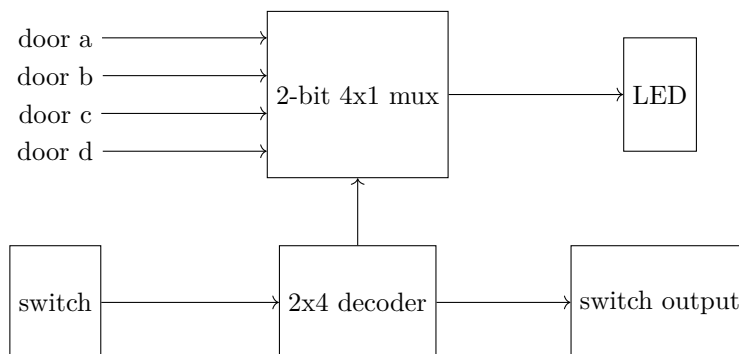 door a
door b
door c
door d
2-bit 4x1 mux
LED
switch
2x4 decoder
switch output